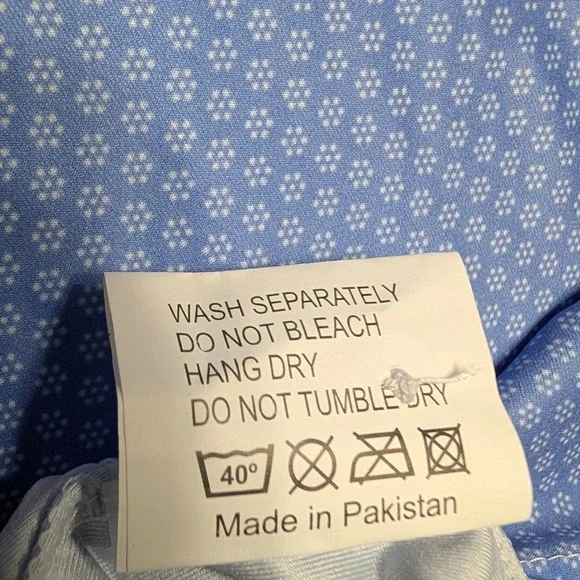 WASH SEPARATELY
DO NOT BLEACH
HANG DRY
DO NOT TUMBLE DRY
40°
Made in Pakistan